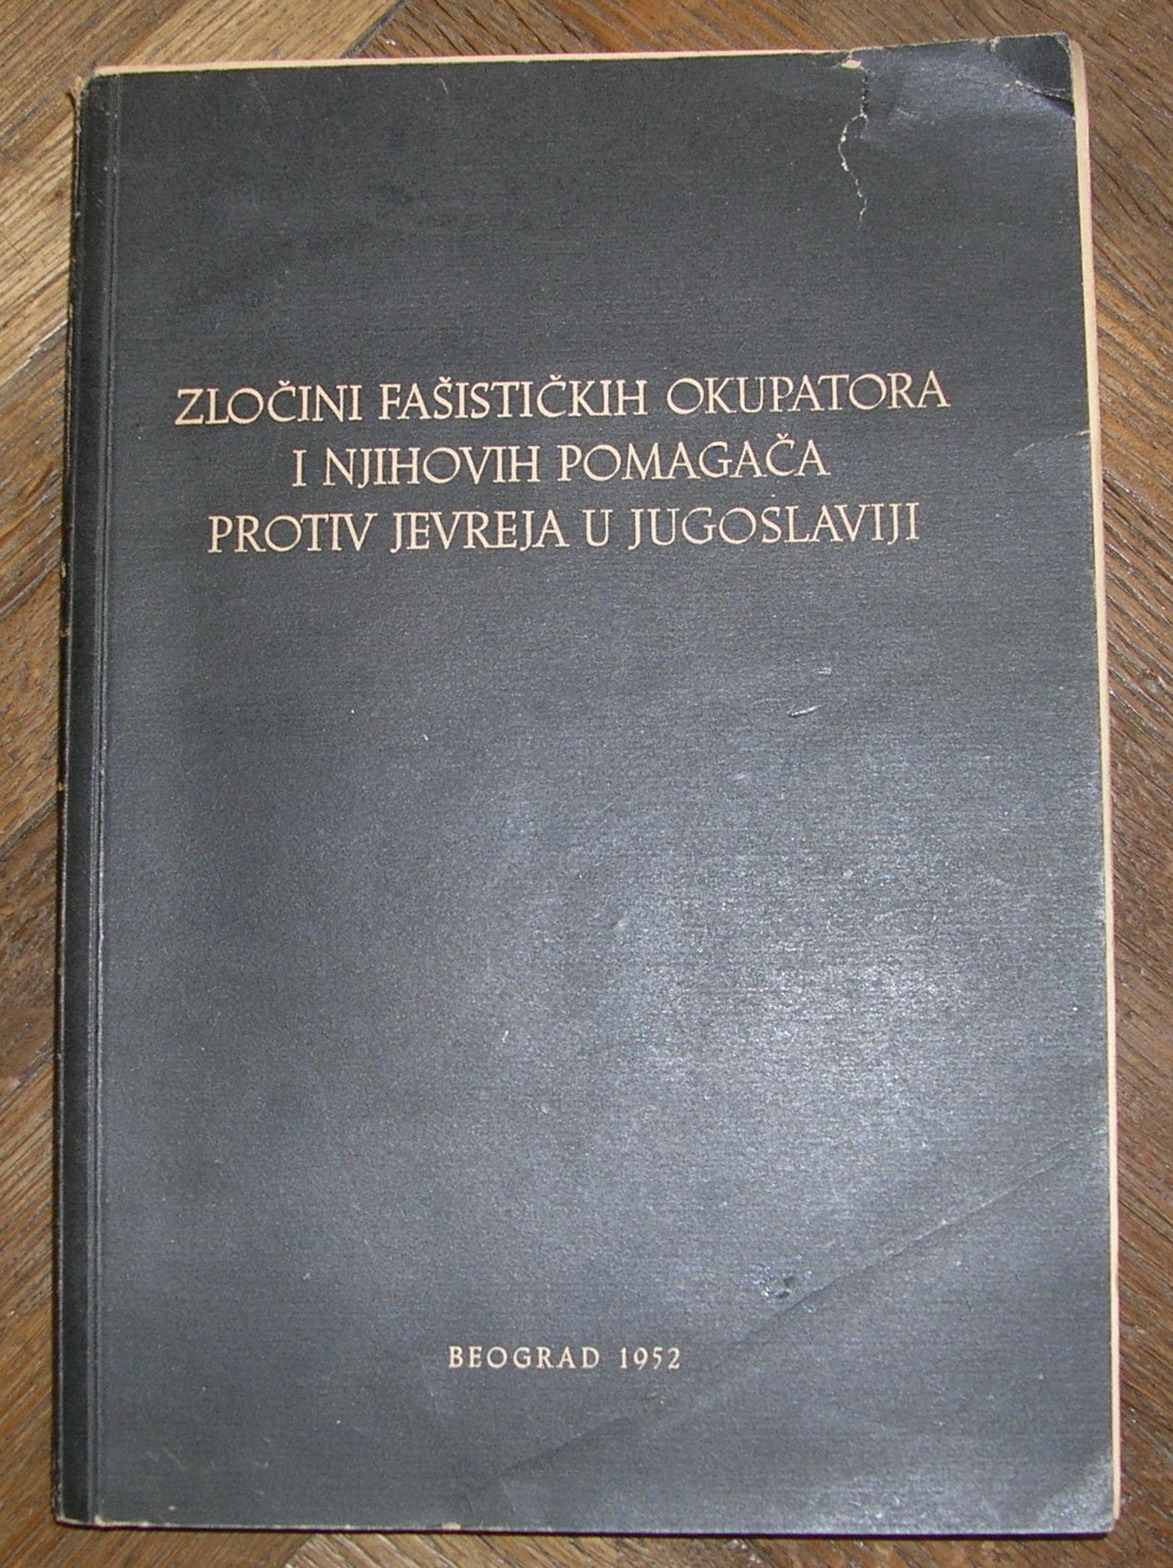 ZLOČINI FAŠISTIČKIH OKUPATORA
I NJIHOVIH POMAGAČA
PROTIV JEVREJA U JUGOSLAVIJI
BEOGRAD 1952